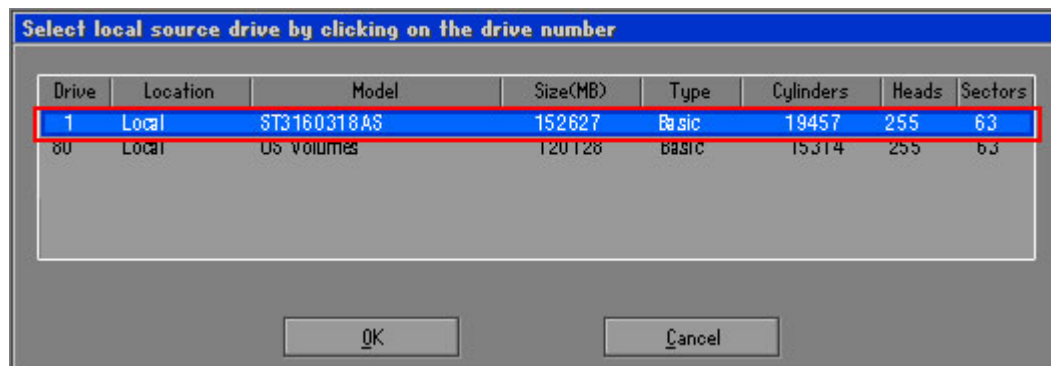 Select local source drive by clicking on the drive number
Drive Location Model Size(MB) Type Cylinders Heads Sectors
1 Local ST3160318AS 152627 Basic 19457 255 63
80 Local OS Volumes 120128 Basic 15314 255 63
OK Cancel